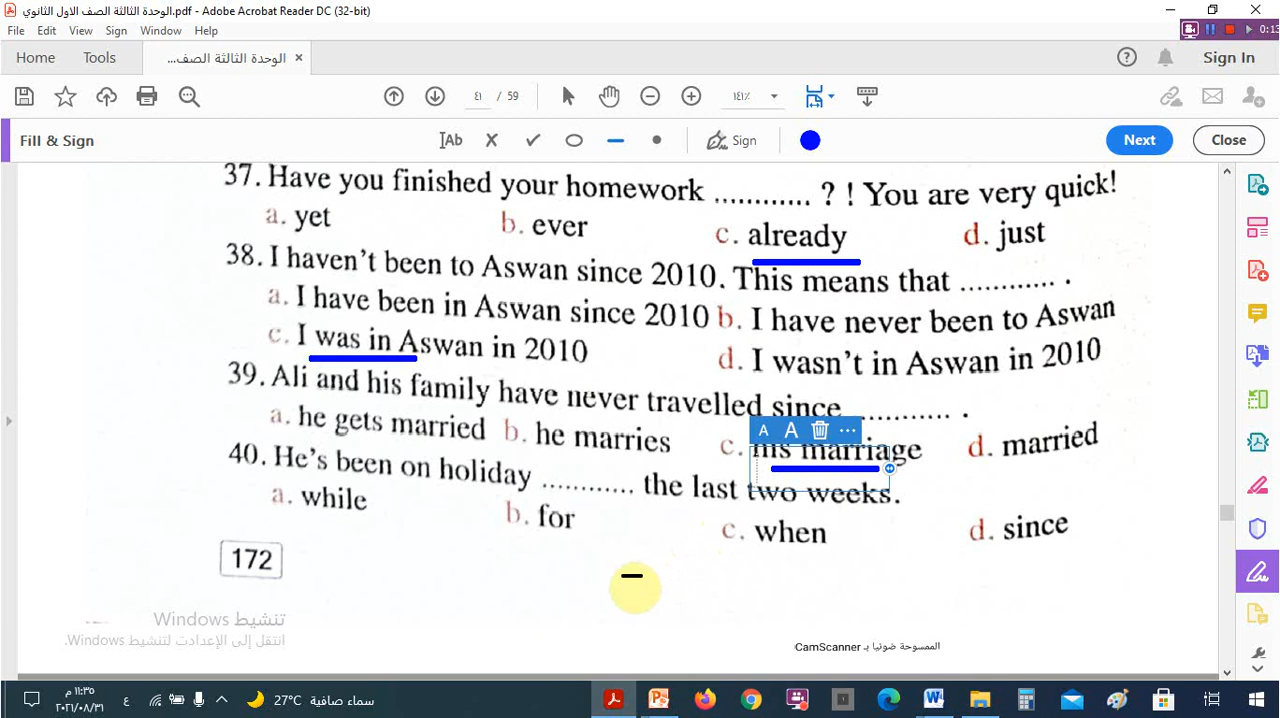 الوحدة الثالثة الصف الاول الثانوي.pdf - Adobe Acrobat Reader DC (32-bit)
0:13
File Edit View Sign Window Help
Home Tools الوحدة الثالثة الصف... × Sign In
٤١ / 59 ١٤١٪
Fill & Sign Ab Sign Next Close
37. Have you finished your homework ............ ? ! You are very quick!
a. yet b. ever c. already d. just
38. I haven't been to Aswan since 2010. This means that ............ .
a. I have been in Aswan since 2010 b. I have never been to Aswan
c. I was in Aswan in 2010 d. I wasn't in Aswan in 2010
39. Ali and his family have never travelled since ............ .
A A ...
a. he gets married b. he marries c. his marriage d. married
40. He's been on holiday ............ the last two weeks.
a. while b. for c. when d. since
172
تنشيط Windows
انتقل إلى الإعدادات لتنشيط Windows.
الممسوحة ضوئيا بـ CamScanner
١١:٣٥ م
٢٠٢١/٠٨/٣١
ع
27°C سماء صافية